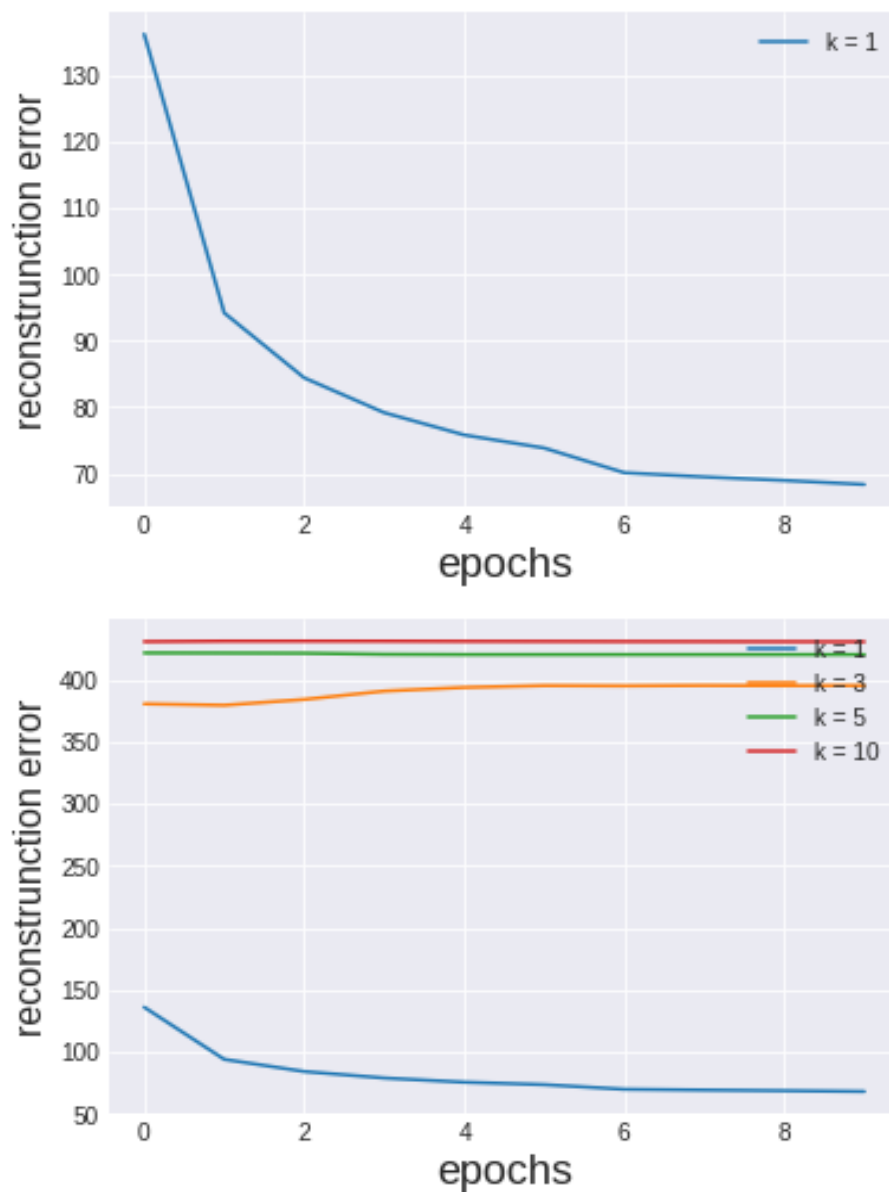 k = 1
130
120
110
100
90
80
70
reconstrunction error
0 2 4 6 8
epochs
k = 1
k = 3
k = 5
k = 10
400
350
300
250
200
150
100
50
reconstrunction error
0 2 4 6 8
epochs